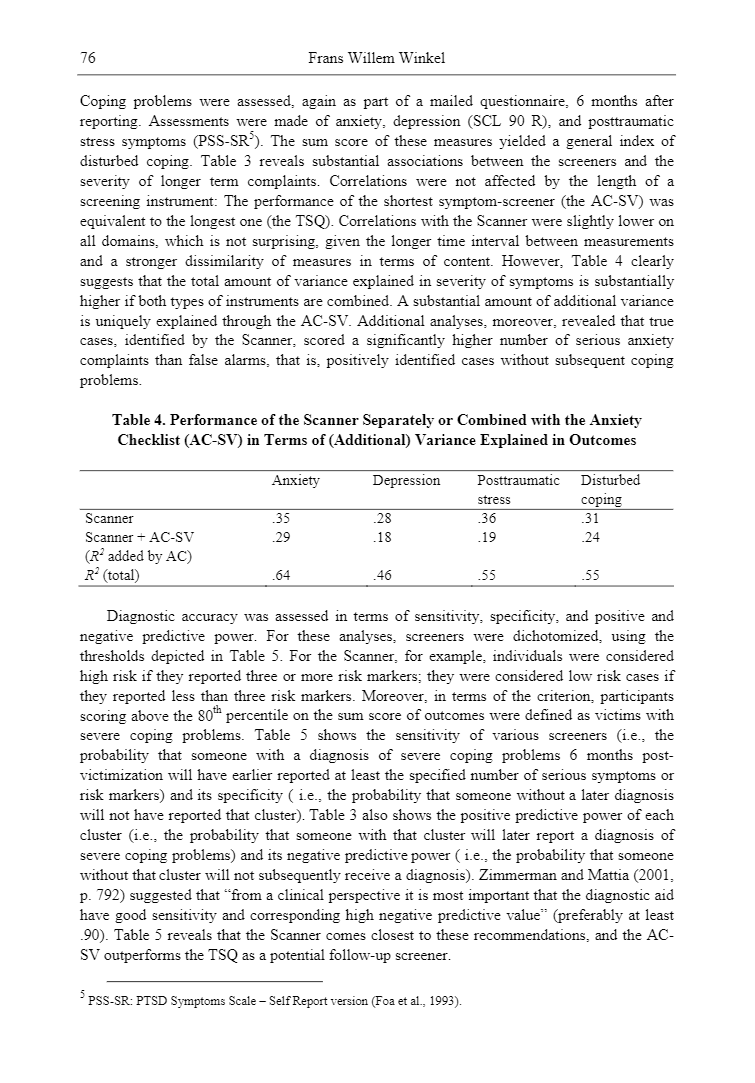 76 Frans Willem Winkel
Coping problems were assessed, again as part of a mailed questionnaire, 6 months after
reporting. Assessments were made of anxiety, depression (SCL 90 R), and posttraumatic
stress symptoms (PSS-SR5). The sum score of these measures yielded a general index of
disturbed coping. Table 3 reveals substantial associations between the screeners and the
severity of longer term complaints. Correlations were not affected by the length of a
screening instrument: The performance of the shortest symptom-screener (the AC-SV) was
equivalent to the longest one (the TSQ). Correlations with the Scanner were slightly lower on
all domains, which is not surprising, given the longer time interval between measurements
and a stronger dissimilarity of measures in terms of content. However, Table 4 clearly
suggests that the total amount of variance explained in severity of symptoms is substantially
higher if both types of instruments are combined. A substantial amount of additional variance
is uniquely explained through the AC-SV. Additional analyses, moreover, revealed that true
cases, identified by the Scanner, scored a significantly higher number of serious anxiety
complaints than false alarms, that is, positively identified cases without subsequent coping
problems.
Table 4. Performance of the Scanner Separately or Combined with the Anxiety
Checklist (AC-SV) in Terms of (Additional) Variance Explained in Outcomes
Anxiety Depression Posttraumatic Disturbed
stress coping
Scanner .35 .28 .36 .31
Scanner + AC-SV .29 .18 .19 .24
(R2 added by AC)
R2 (total) .64 .46 .55 .55
Diagnostic accuracy was assessed in terms of sensitivity, specificity, and positive and
negative predictive power. For these analyses, screeners were dichotomized, using the
thresholds depicted in Table 5. For the Scanner, for example, individuals were considered
high risk if they reported three or more risk markers; they were considered low risk cases if
they reported less than three risk markers. Moreover, in terms of the criterion, participants
scoring above the 80th percentile on the sum score of outcomes were defined as victims with
severe coping problems. Table 5 shows the sensitivity of various screeners (i.e., the
probability that someone with a diagnosis of severe coping problems 6 months post-
victimization will have earlier reported at least the specified number of serious symptoms or
risk markers) and its specificity ( i.e., the probability that someone without a later diagnosis
will not have reported that cluster). Table 3 also shows the positive predictive power of each
cluster (i.e., the probability that someone with that cluster will later report a diagnosis of
severe coping problems) and its negative predictive power ( i.e., the probability that someone
without that cluster will not subsequently receive a diagnosis). Zimmerman and Mattia (2001,
p. 792) suggested that “from a clinical perspective it is most important that the diagnostic aid
have good sensitivity and corresponding high negative predictive value” (preferably at least
.90). Table 5 reveals that the Scanner comes closest to these recommendations, and the AC-
SV outperforms the TSQ as a potential follow-up screener.
5 PSS-SR: PTSD Symptoms Scale – Self Report version (Foa et al., 1993).